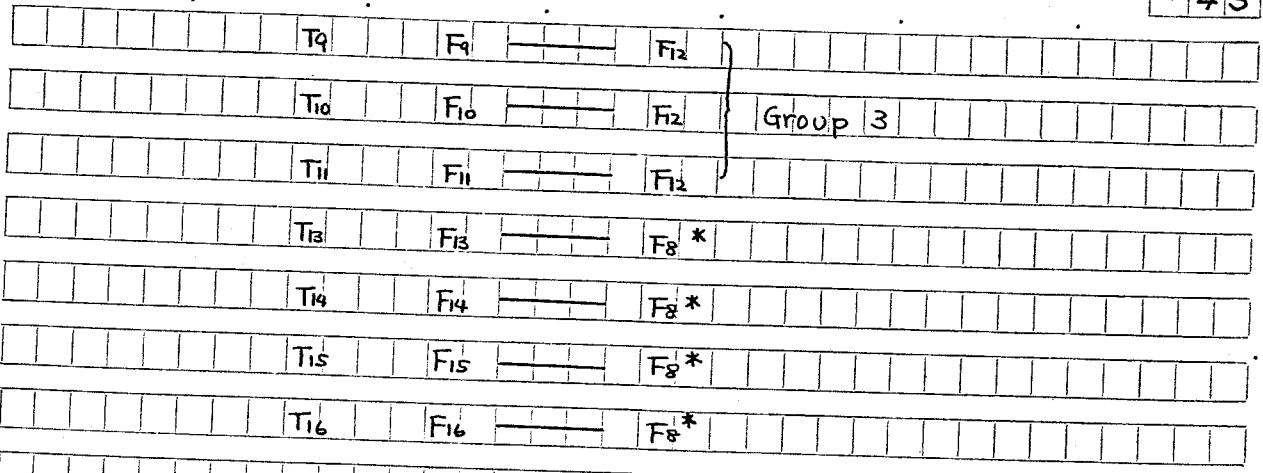 43
T9 F9 —— F12
T10 F10 —— F12 Group 3
T11 F11 —— F12
T13 F13 —— F8 *
T14 F14 —— F8 *
T15 F15 —— F8 *
T16 F16 —— F8 *